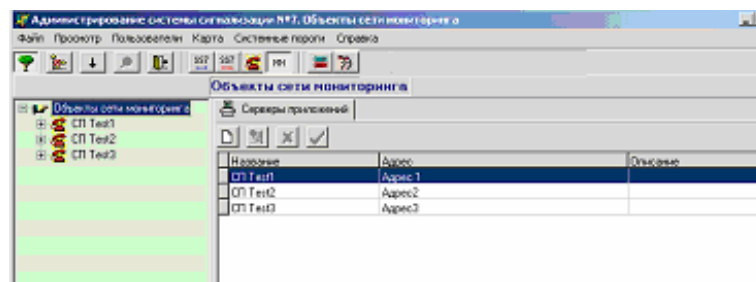 Администрирование системы сигнализации №7. Объекты сети мониторинга
Файл Просмотр Пользователи Карта Системные пороги Справка
SS7 SS7
Объекты сети мониторинга
Объекты сети мониторинга
СП Test1
СП Test2
СП Test3
Серверы приложений
Название Адрес Описание
СП Test1 Адрес 1
СП Test2 Адрес2
СП Test3 Адрес3